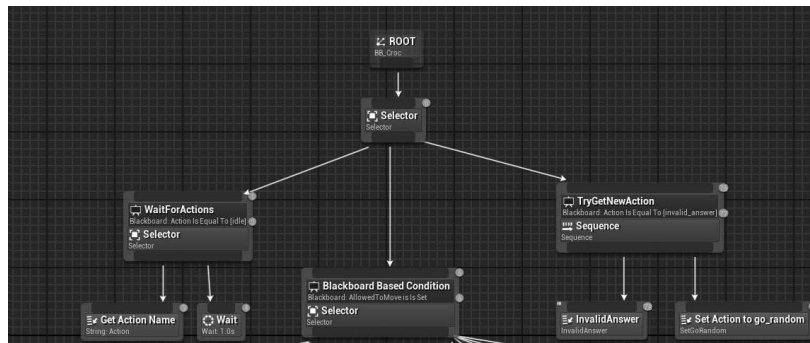 ROOT
BB_Croc
Selector
Selector
WaitForActions
Blackboard: Action Is Equal To [idle]
Selector
Selector
TryGetNewAction
Blackboard: Action Is Equal To [invalid_answer]
Sequence
Sequence
Blackboard Based Condition
Blackboard: AllowedToMove is Is Set
Selector
Selector
Get Action Name
String: Action
Wait
Wait: 1.0s
InvalidAnswer
InvalidAnswer
Set Action to go_random
SetGoRandom